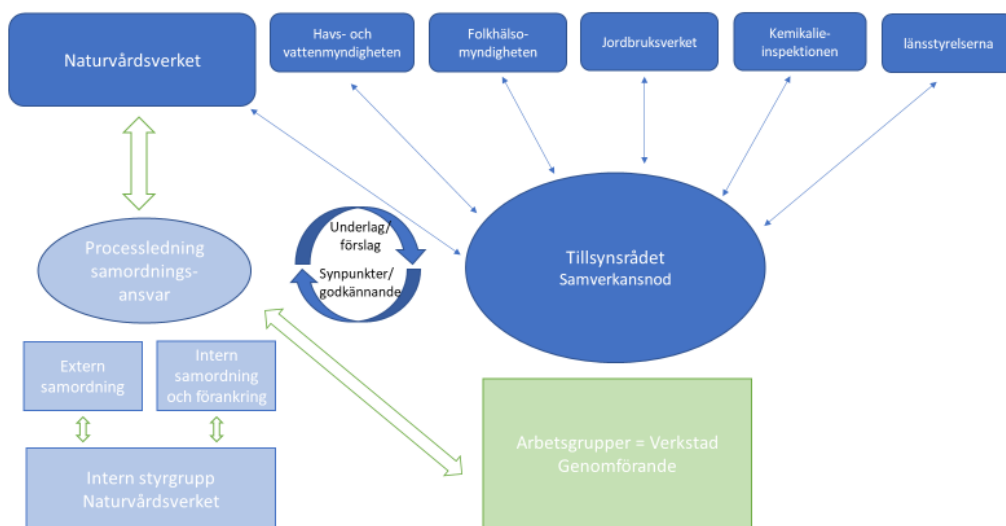 Naturvårdsverket
Havs- och
vattenmyndigheten
Folkhälso-
myndigheten
Jordbruksverket
Kemikalie-
inspektionen
länsstyrelserna
Processledning
samordnings-
ansvar
Underlag/
förslag
Synpunkter/
godkännande
Tillsynsrådet
Samverkansnod
Extern
samordning
Intern
samordning
och förankring
Intern styrgrupp
Naturvårdsverket
Arbetsgrupper = Verkstad
Genomförande